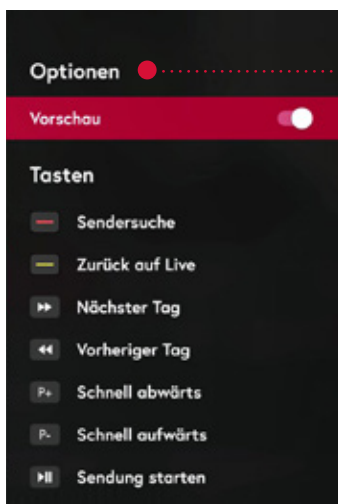 Optionen
Vorschau
Tasten
Sendersuche
Zurück auf Live
Nächster Tag
Vorheriger Tag
P+ Schnell abwärts
P- Schnell aufwärts
Sendung starten